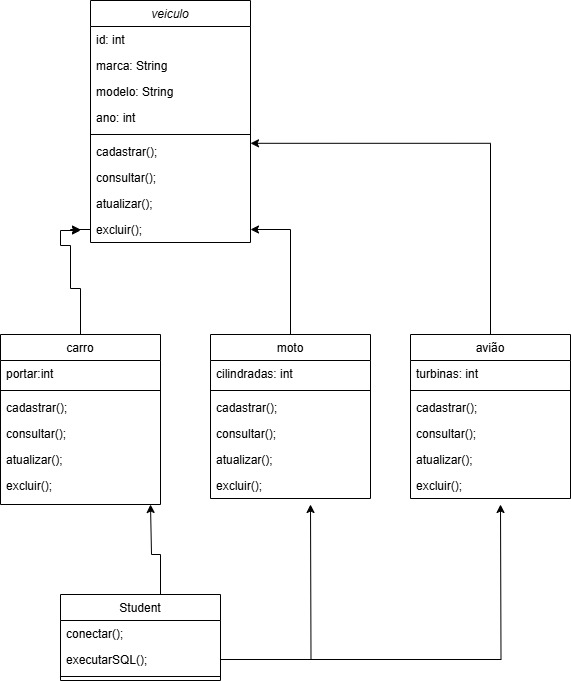 veiculo
id: int
marca: String
modelo: String
ano: int
cadastrar();
consultar();
atualizar();
excluir();
carro
portar:int
cadastrar();
consultar();
atualizar();
excluir();
moto
cilindradas: int
cadastrar();
consultar();
atualizar();
excluir();
avião
turbinas: int
cadastrar();
consultar();
atualizar();
excluir();
Student
conectar();
executarSQL();